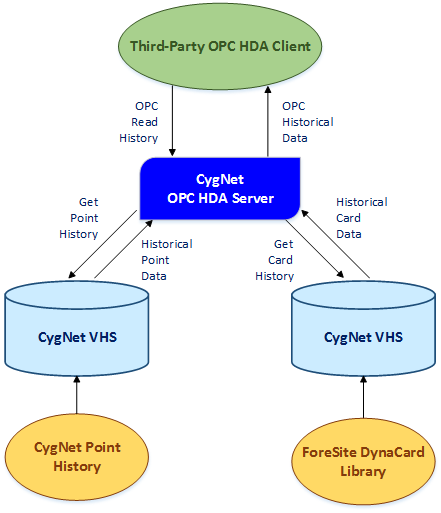 Third-Party OPC HDA Client
OPC
Read
History
OPC
Historical
Data
CygNet
OPC HDA Server
Get
Point
History
Historical
Point
Data
Get
Card
History
Historical
Card
Data
CygNet VHS
CygNet VHS
CygNet Point
History
ForeSite DynaCard
Library